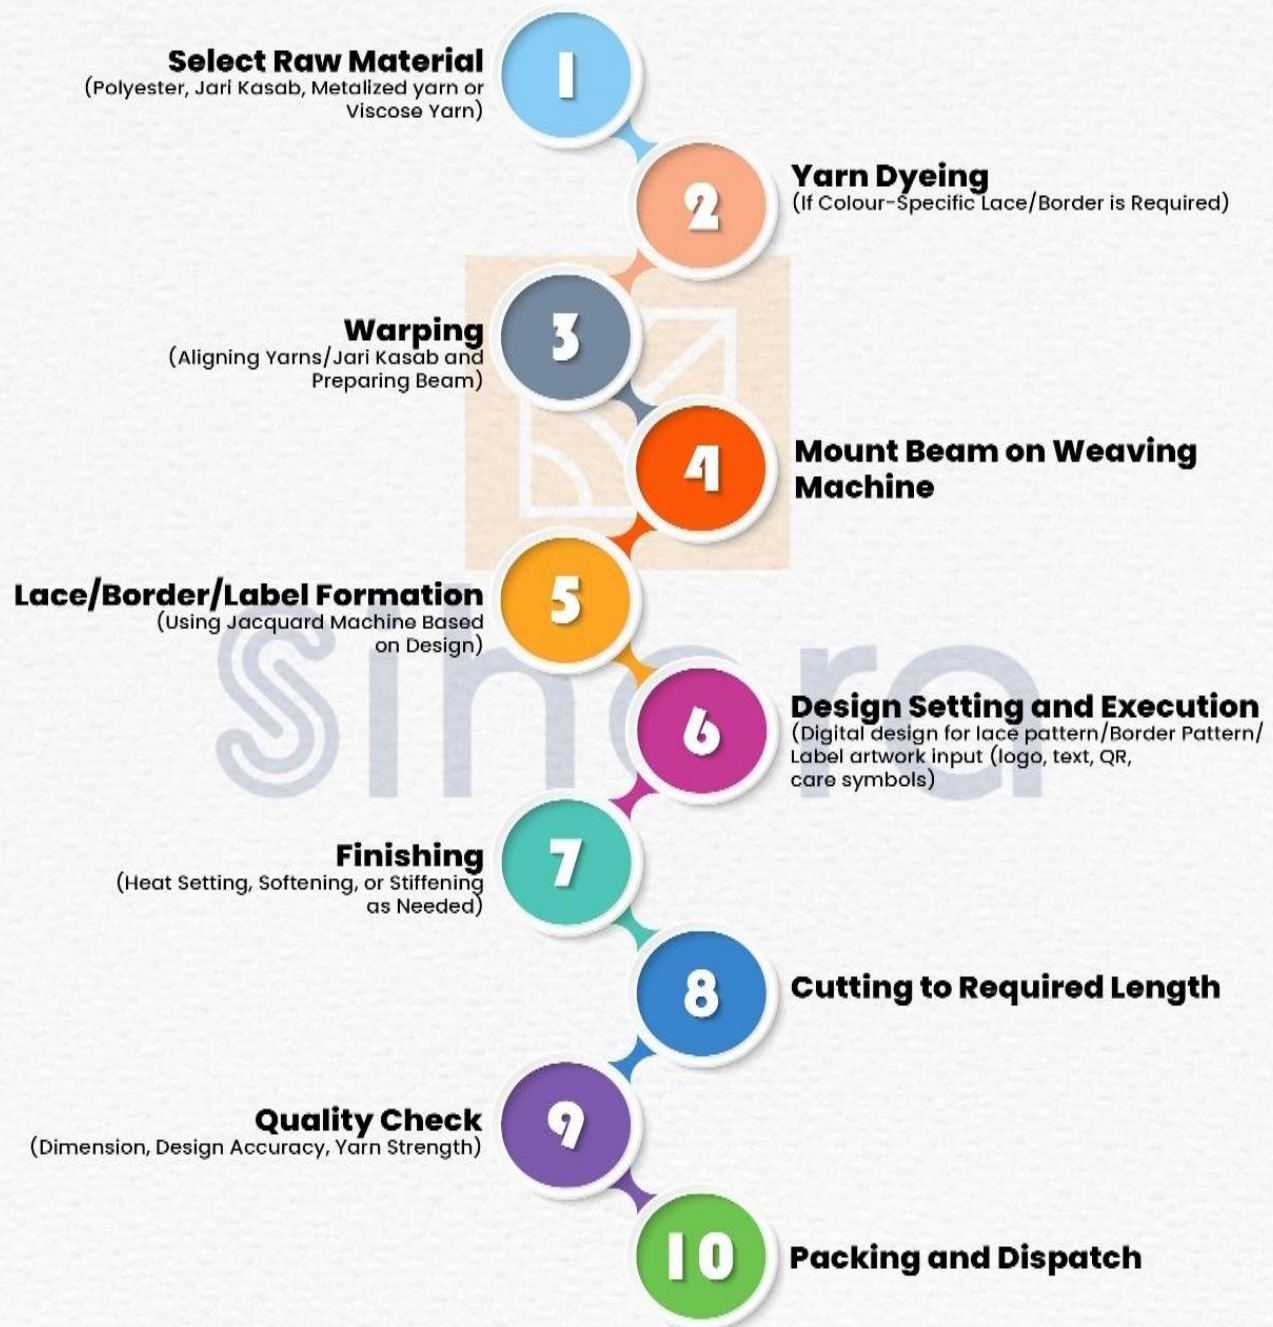 1
Select Raw Material
(Polyester, Jari Kasab, Metalized yarn or
Viscose Yarn)
2
Yarn Dyeing
(If Colour-Specific Lace/Border is Required)
3
Warping
(Aligning Yarns/Jari Kasab and
Preparing Beam)
4
Mount Beam on Weaving
Machine
5
Lace/Border/Label Formation
(Using Jacquard Machine Based
on Design)
6
Design Setting and Execution
(Digital design for lace pattern/Border Pattern/
Label artwork input (logo, text, QR,
care symbols)
7
Finishing
(Heat Setting, Softening, or Stiffening
as Needed)
8
Cutting to Required Length
9
Quality Check
(Dimension, Design Accuracy, Yarn Strength)
10
Packing and Dispatch